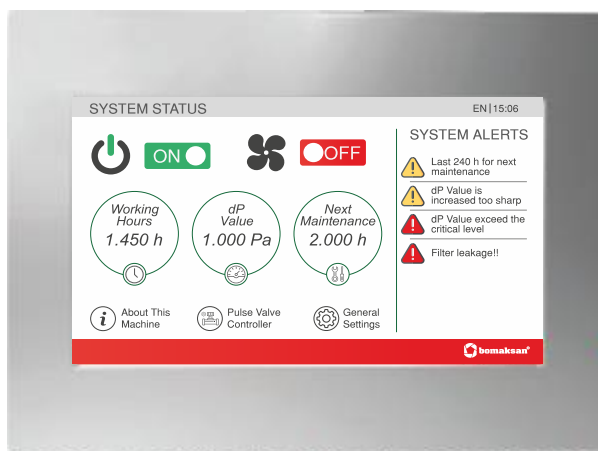 SYSTEM STATUS
EN|15:06
ON
OFF
Working
Hours
1.450 h
dP
Value
1.000 Pa
Next
Maintenance
2.000 h
About This
Machine
Pulse Valve
Controller
General
Settings
SYSTEM ALERTS
Last 240 h for next
maintenance
dP Value is
increased too sharp
dP Value exceed the
critical level
Filter leakage!!
bomaksan®